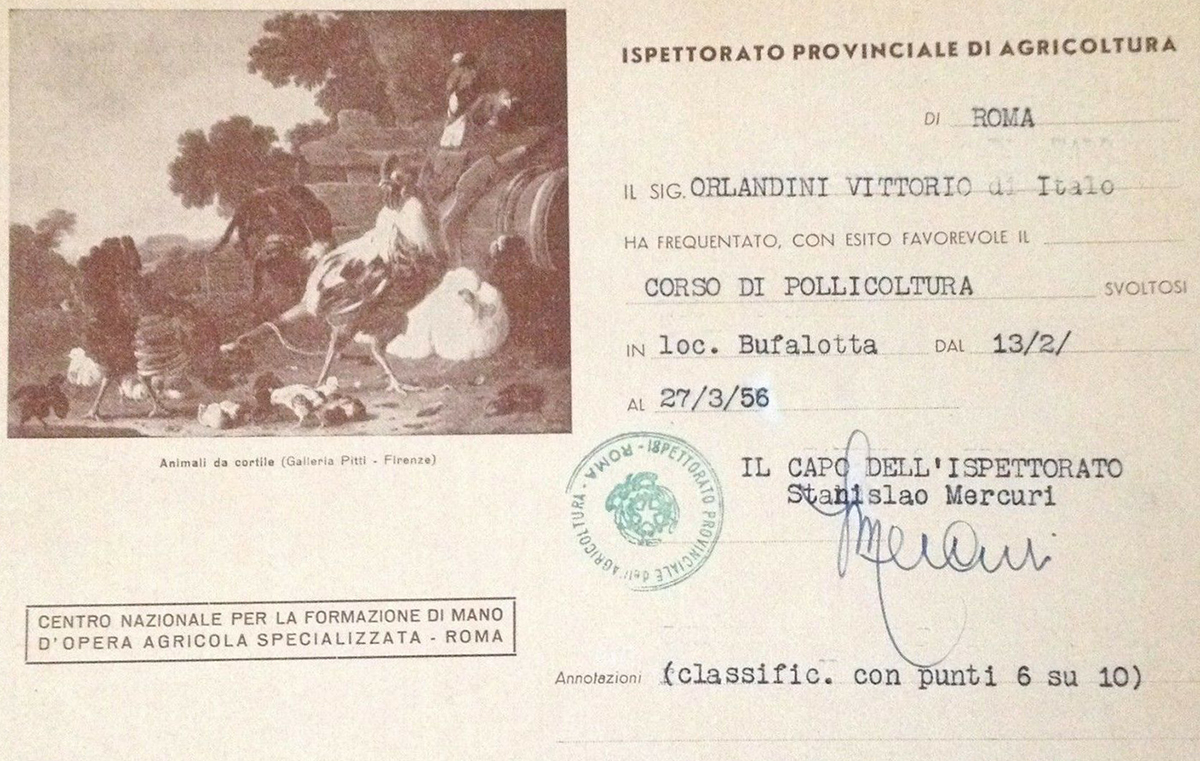 ISPETTORATO PROVINCIALE DI AGRICOLTURA
DI ROMA
IL SIG. ORLANDINI VITTORIO di Italo
HA FREQUENTATO, CON ESITO FAVOREVOLE IL
CORSO DI POLLICOLTURA SVOLTOSI
IN loc. Bufalotta DAL 13/2/
AL 27/3/56
Animali da cortile (Galleria Pitti - Firenze)
ISPETTORATO PROVINCIALE dell'AGRICOLTURA - ROMA -
IL CAPO DELL'ISPETTORATO
Stanislao Mercuri
Mercuri
CENTRO NAZIONALE PER LA FORMAZIONE DI MANO
D'OPERA AGRICOLA SPECIALIZZATA - ROMA
Annotazioni (classific. con punti 6 su 10)